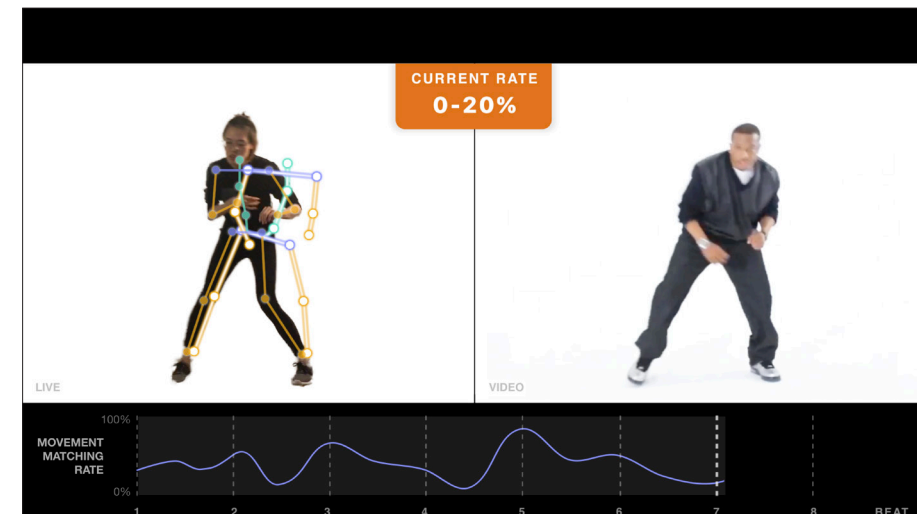 CURRENT RATE
0-20%
LIVE
VIDEO
MOVEMENT
MATCHING
RATE
100%
0%
1 2 3 4 5 6 7 8 BEAT